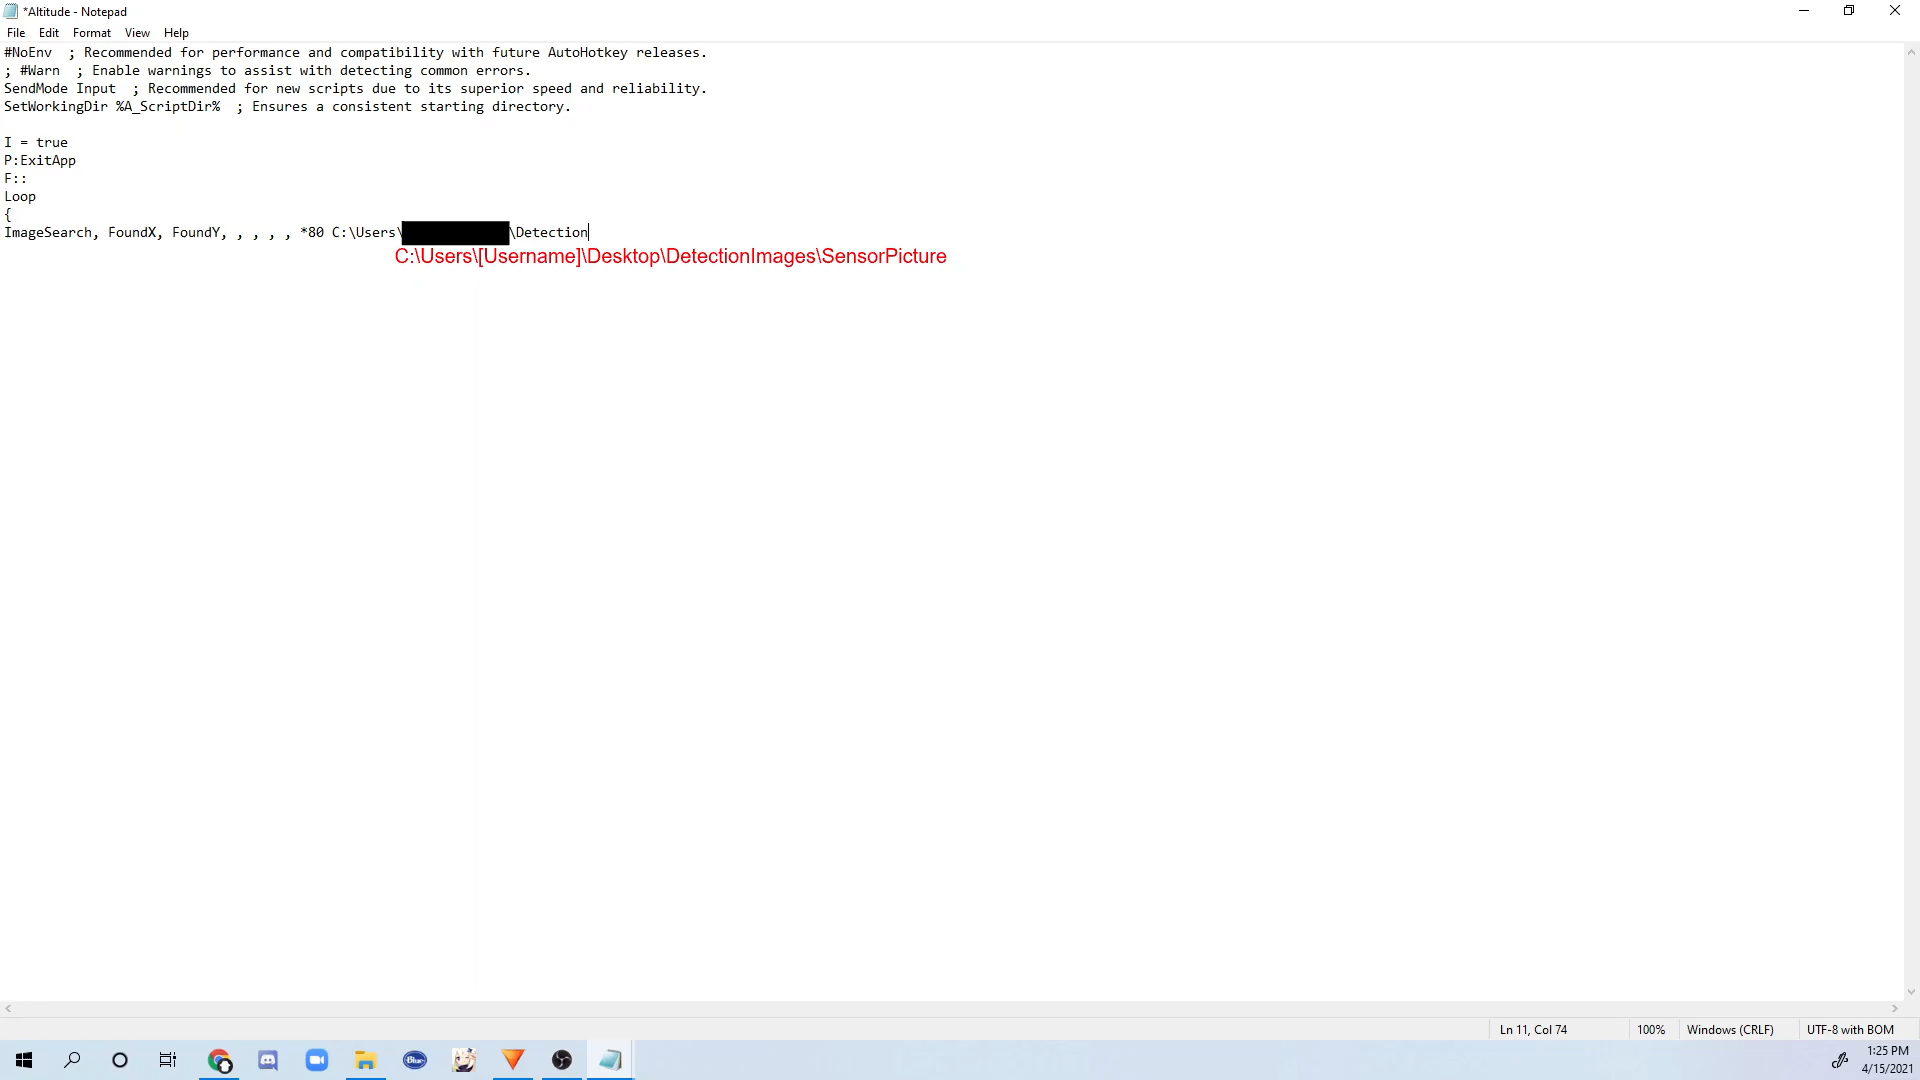 *Altitude - Notepad
File Edit Format View Help
#NoEnv  ; Recommended for performance and compatibility with future AutoHotkey releases.
; #Warn  ; Enable warnings to assist with detecting common errors.
SendMode Input  ; Recommended for new scripts due to its superior speed and reliability.
SetWorkingDir %A_ScriptDir%  ; Ensures a consistent starting directory.
I = true
P:ExitApp
F::
Loop
{
ImageSearch, FoundX, FoundY, , , , , *80 C:\Users\ \Detection
C:\Users\[Username]\Desktop\DetectionImages\SensorPicture
Ln 11, Col 74 100% Windows (CRLF) UTF-8 with BOM
Blue
1:25 PM
4/15/2021